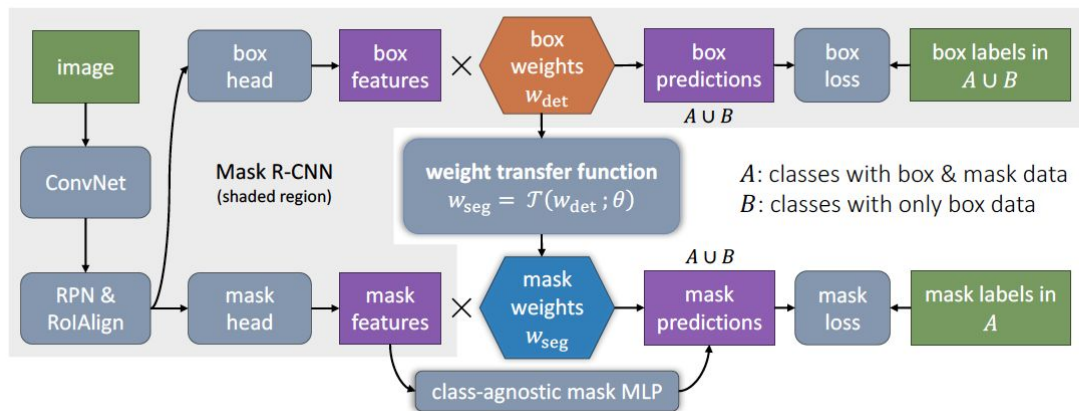 image
box
head
box
features
×
box
weights
w_det
box
predictions
A ∪ B
box
loss
box labels in
A ∪ B
ConvNet
Mask R-CNN
(shaded region)
weight transfer function
w_seg = 𝒯(w_det ; θ)
A: classes with box & mask data
B: classes with only box data
RPN &
RoIAlign
mask
head
mask
features
×
mask
weights
w_seg
A ∪ B
mask
predictions
mask
loss
mask labels in
A
class-agnostic mask MLP